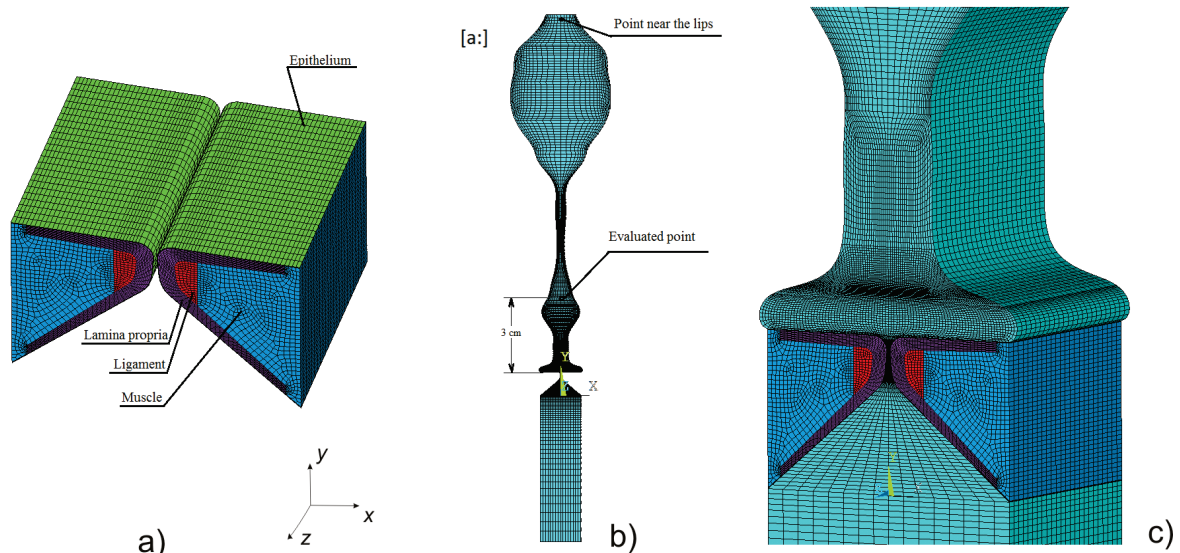 Epithelium
Lamina propria
Ligament
Muscle
y
x
z
a)
[a:]
Point near the lips
Evaluated point
3 cm
Y
X
b)
Y
c)